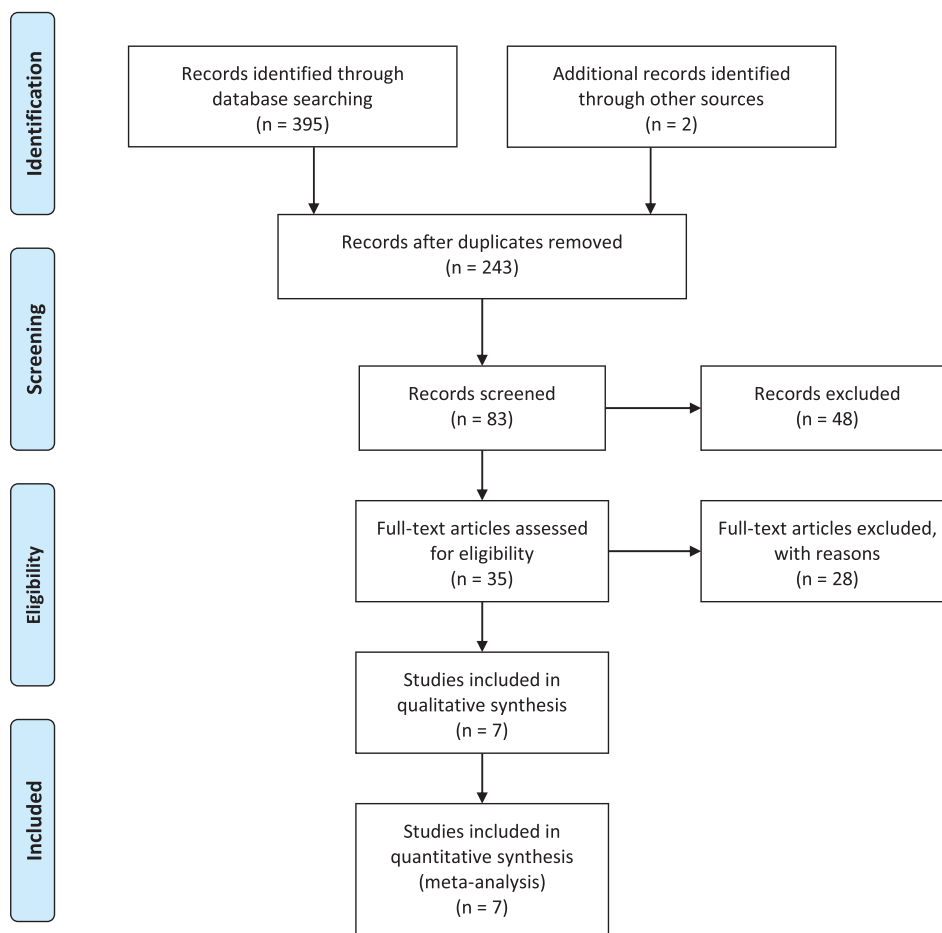 Identification
Records identified through
database searching
(n = 395)
Additional records identified
through other sources
(n = 2)
Records after duplicates removed
(n = 243)
Screening
Records screened
(n = 83)
Records excluded
(n = 48)
Eligibility
Full-text articles assessed
for eligibility
(n = 35)
Full-text articles excluded,
with reasons
(n = 28)
Studies included in
qualitative synthesis
(n = 7)
Included
Studies included in
quantitative synthesis
(meta-analysis)
(n = 7)